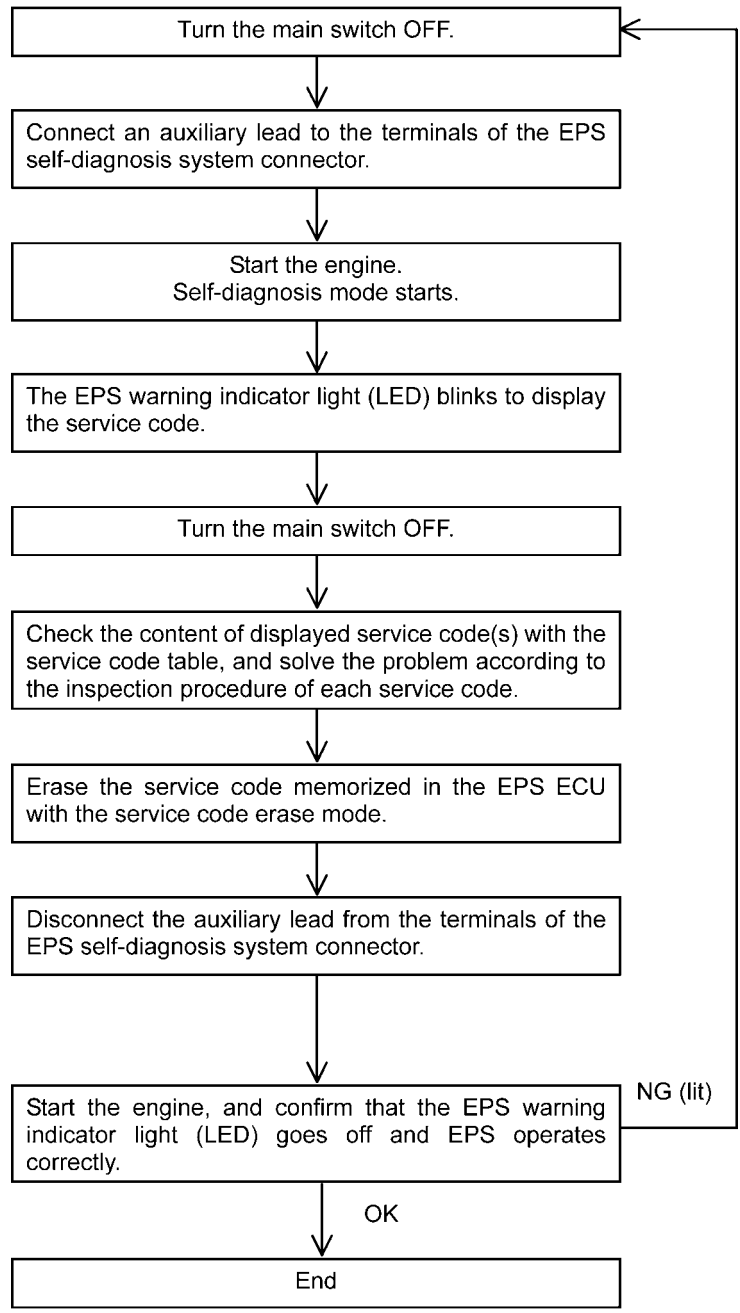 Turn the main switch OFF.
Connect an auxiliary lead to the terminals of the EPS
self-diagnosis system connector.
Start the engine.
Self-diagnosis mode starts.
The EPS warning indicator light (LED) blinks to display
the service code.
Turn the main switch OFF.
Check the content of displayed service code(s) with the
service code table, and solve the problem according to
the inspection procedure of each service code.
Erase the service code memorized in the EPS ECU
with the service code erase mode.
Disconnect the auxiliary lead from the terminals of the
EPS self-diagnosis system connector.
NG (lit)
Start the engine, and confirm that the EPS warning
indicator light (LED) goes off and EPS operates
correctly.
OK
End